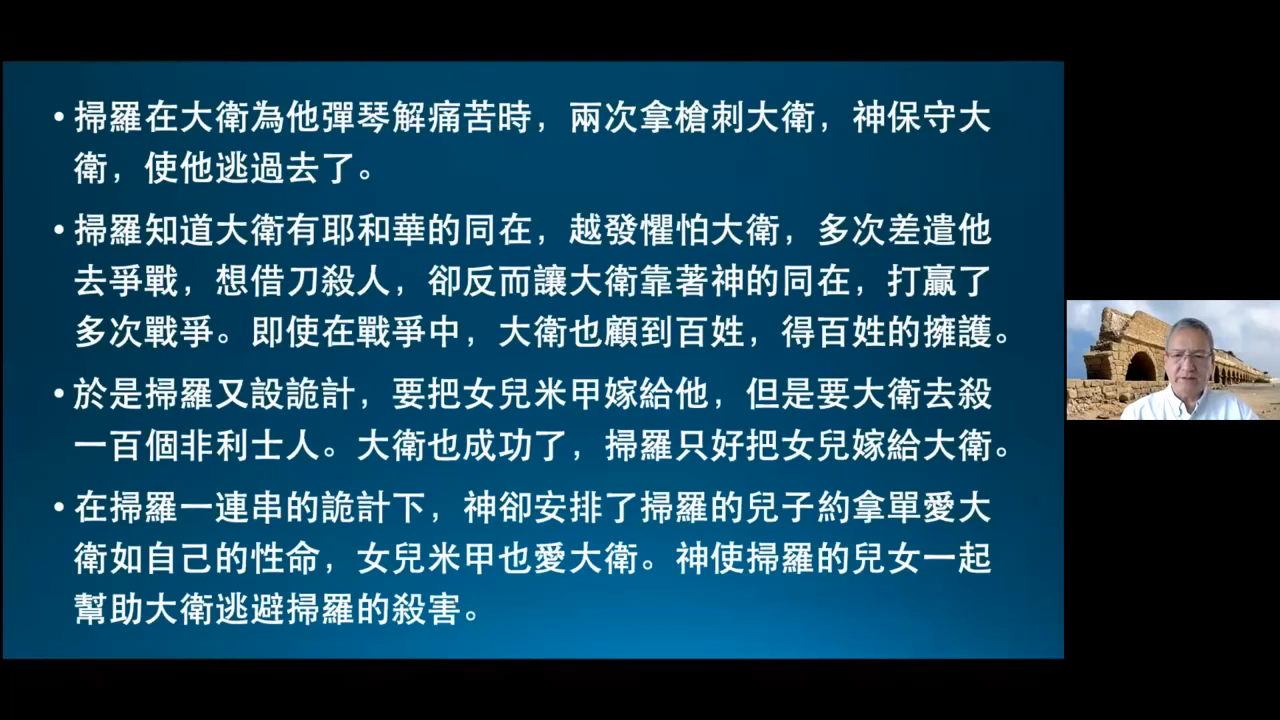 •掃羅在大衛為他彈琴解痛苦時，兩次拿槍刺大衛，神保守大
衛，使他逃過去了。
•掃羅知道大衛有耶和華的同在，越發懼怕大衛，多次差遣他
去爭戰，想借刀殺人，卻反而讓大衛靠著神的同在，打贏了
多次戰爭。即使在戰爭中，大衛也顧到百姓，得百姓的擁護。
•於是掃羅又設詭計，要把女兒米甲嫁給他，但是要大衛去殺
一百個非利士人。大衛也成功了，掃羅只好把女兒嫁給大衛。
•在掃羅一連串的詭計下，神卻安排了掃羅的兒子約拿單愛大
衛如自己的性命，女兒米甲也愛大衛。神使掃羅的兒女一起
幫助大衛逃避掃羅的殺害。